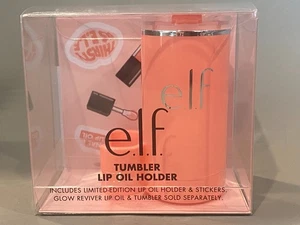 e.l.f.
e.l.f.
TUMBLER
LIP OIL HOLDER
INCLUDES LIMITED-EDITION LIP OIL HOLDER & STICKERS.
GLOW REVIVER LIP OIL & TUMBLER SOLD SEPARATELY.